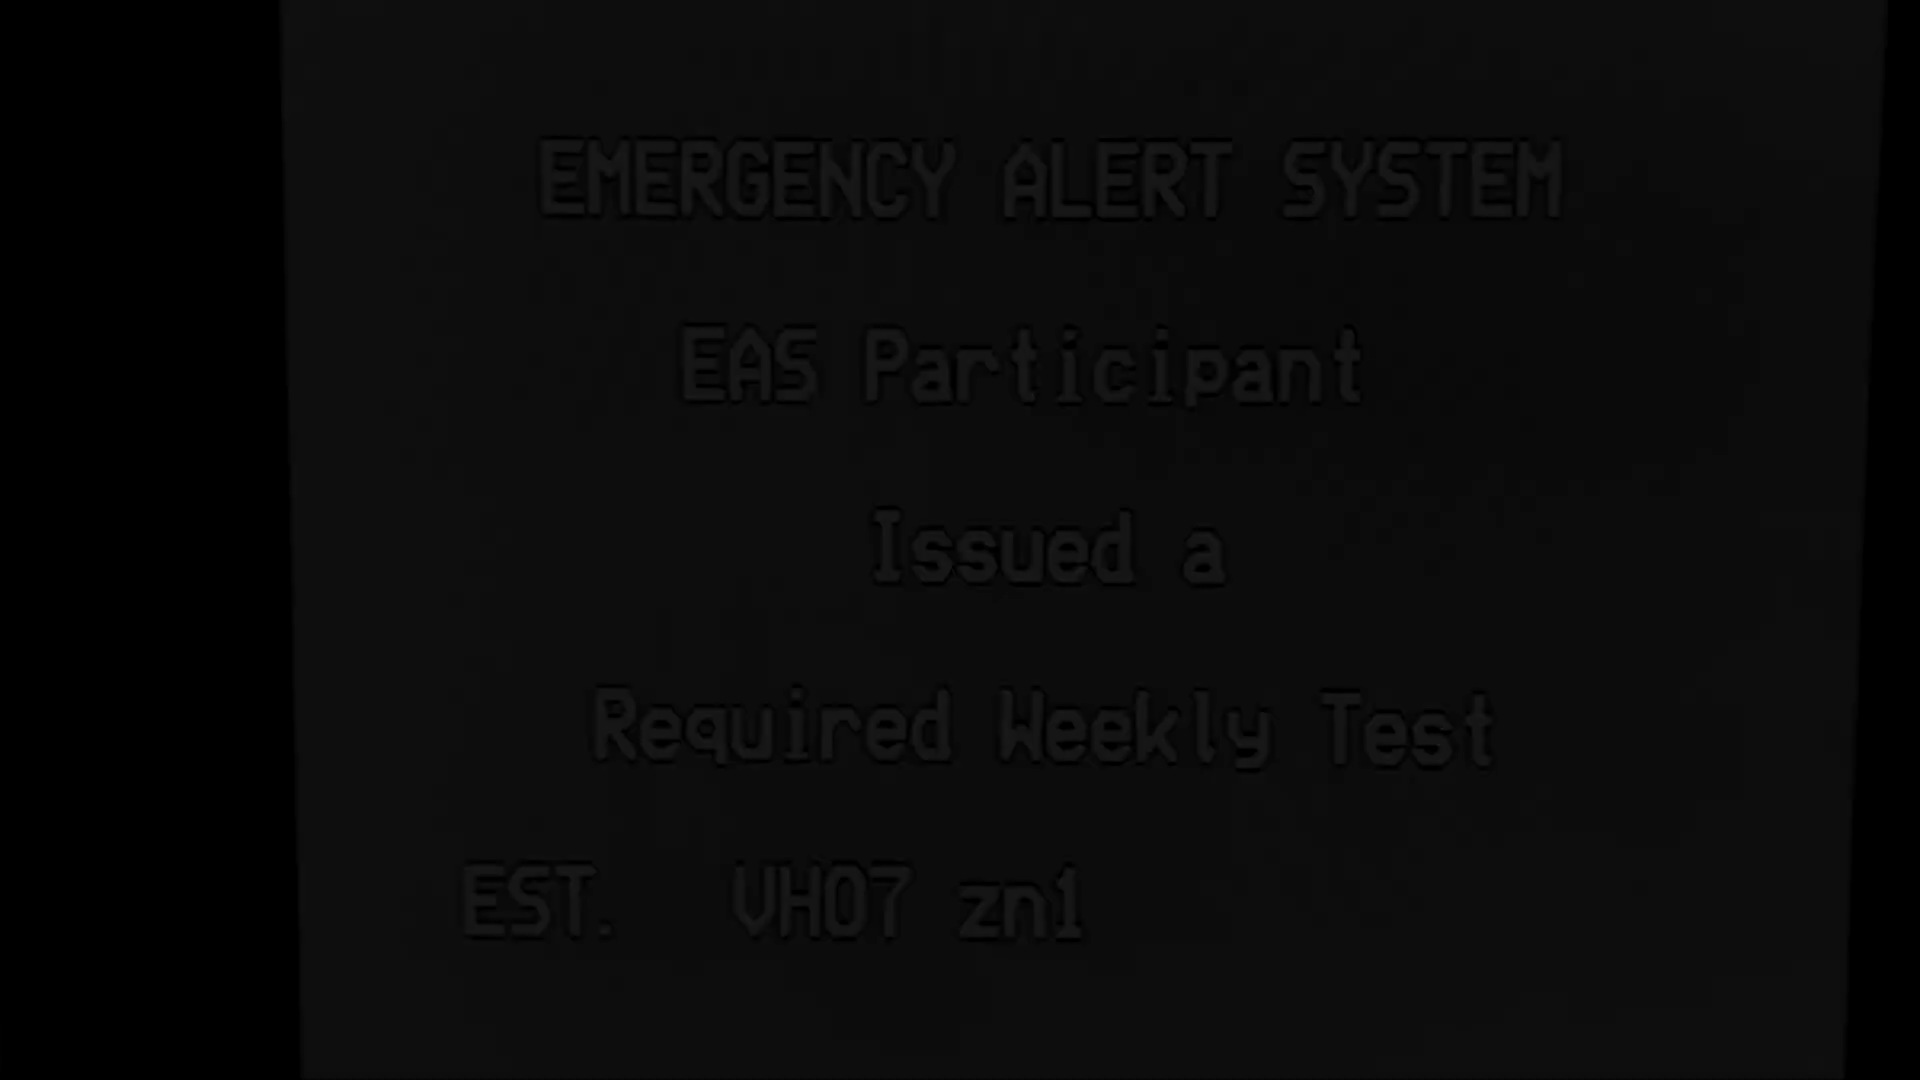 EMERGENCY ALERT SYSTEM
EAS Participant
Issued a
Required Weekly Test
EST. VH07 zn1